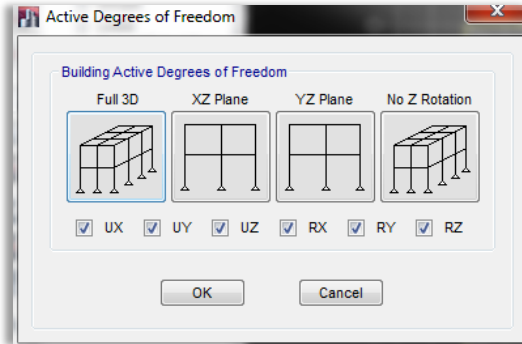 Active Degrees of Freedom
Building Active Degrees of Freedom
Full 3D XZ Plane YZ Plane No Z Rotation
UX UY UZ RX RY RZ
OK Cancel